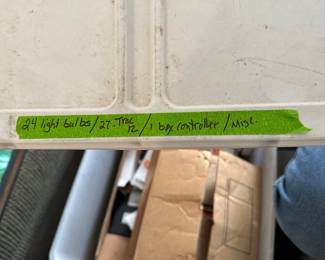 24 light bulbs/27-Trac 12/1 box controller/Misc.